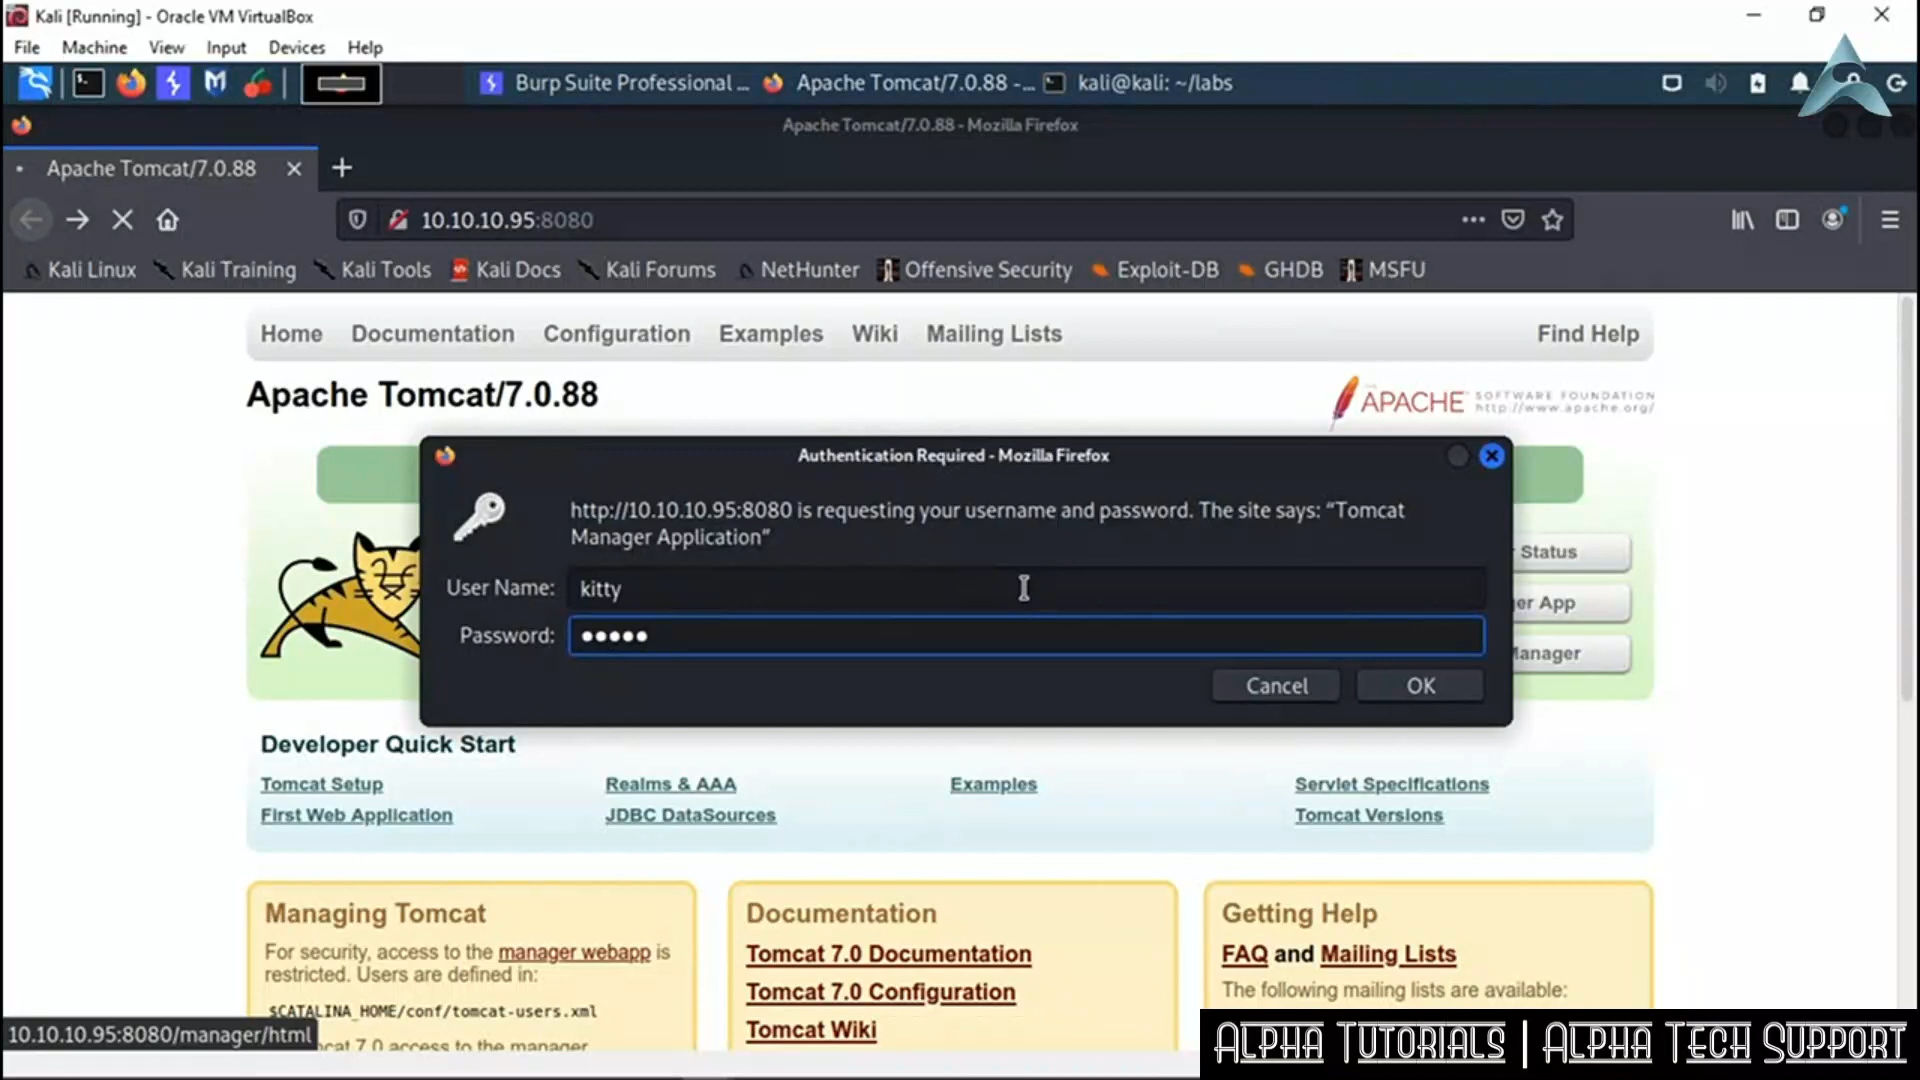 Kali [Running] - Oracle VM VirtualBox
File Machine View Input Devices Help
Burp Suite Professional ... Apache Tomcat/7.0.88 -... kali@kali: ~/labs
Apache Tomcat/7.0.88 - Mozilla Firefox
Apache Tomcat/7.0.88
10.10.10.95:8080
Kali Linux Kali Training Kali Tools Kali Docs Kali Forums NetHunter Offensive Security Exploit-DB GHDB MSFU
Home Documentation Configuration Examples Wiki Mailing Lists Find Help
Apache Tomcat/7.0.88
APACHE SOFTWARE FOUNDATION
http://www.apache.org/
Authentication Required - Mozilla Firefox
http://10.10.10.95:8080 is requesting your username and password. The site says: “Tomcat
Manager Application”
User Name: kitty
Password: •••••
Cancel OK
Status
er App
Manager
Developer Quick Start
Tomcat Setup Realms & AAA Examples Servlet Specifications
First Web Application JDBC DataSources Tomcat Versions
Managing Tomcat
For security, access to the manager webapp is
restricted. Users are defined in:
$CATALINA_HOME/conf/tomcat-users.xml
cat 7.0 access to the manager
Documentation
Tomcat 7.0 Documentation
Tomcat 7.0 Configuration
Tomcat Wiki
Getting Help
FAQ and Mailing Lists
The following mailing lists are available:
10.10.10.95:8080/manager/html
ALPHA TUTORIALS | ALPHA TECH SUPPORT